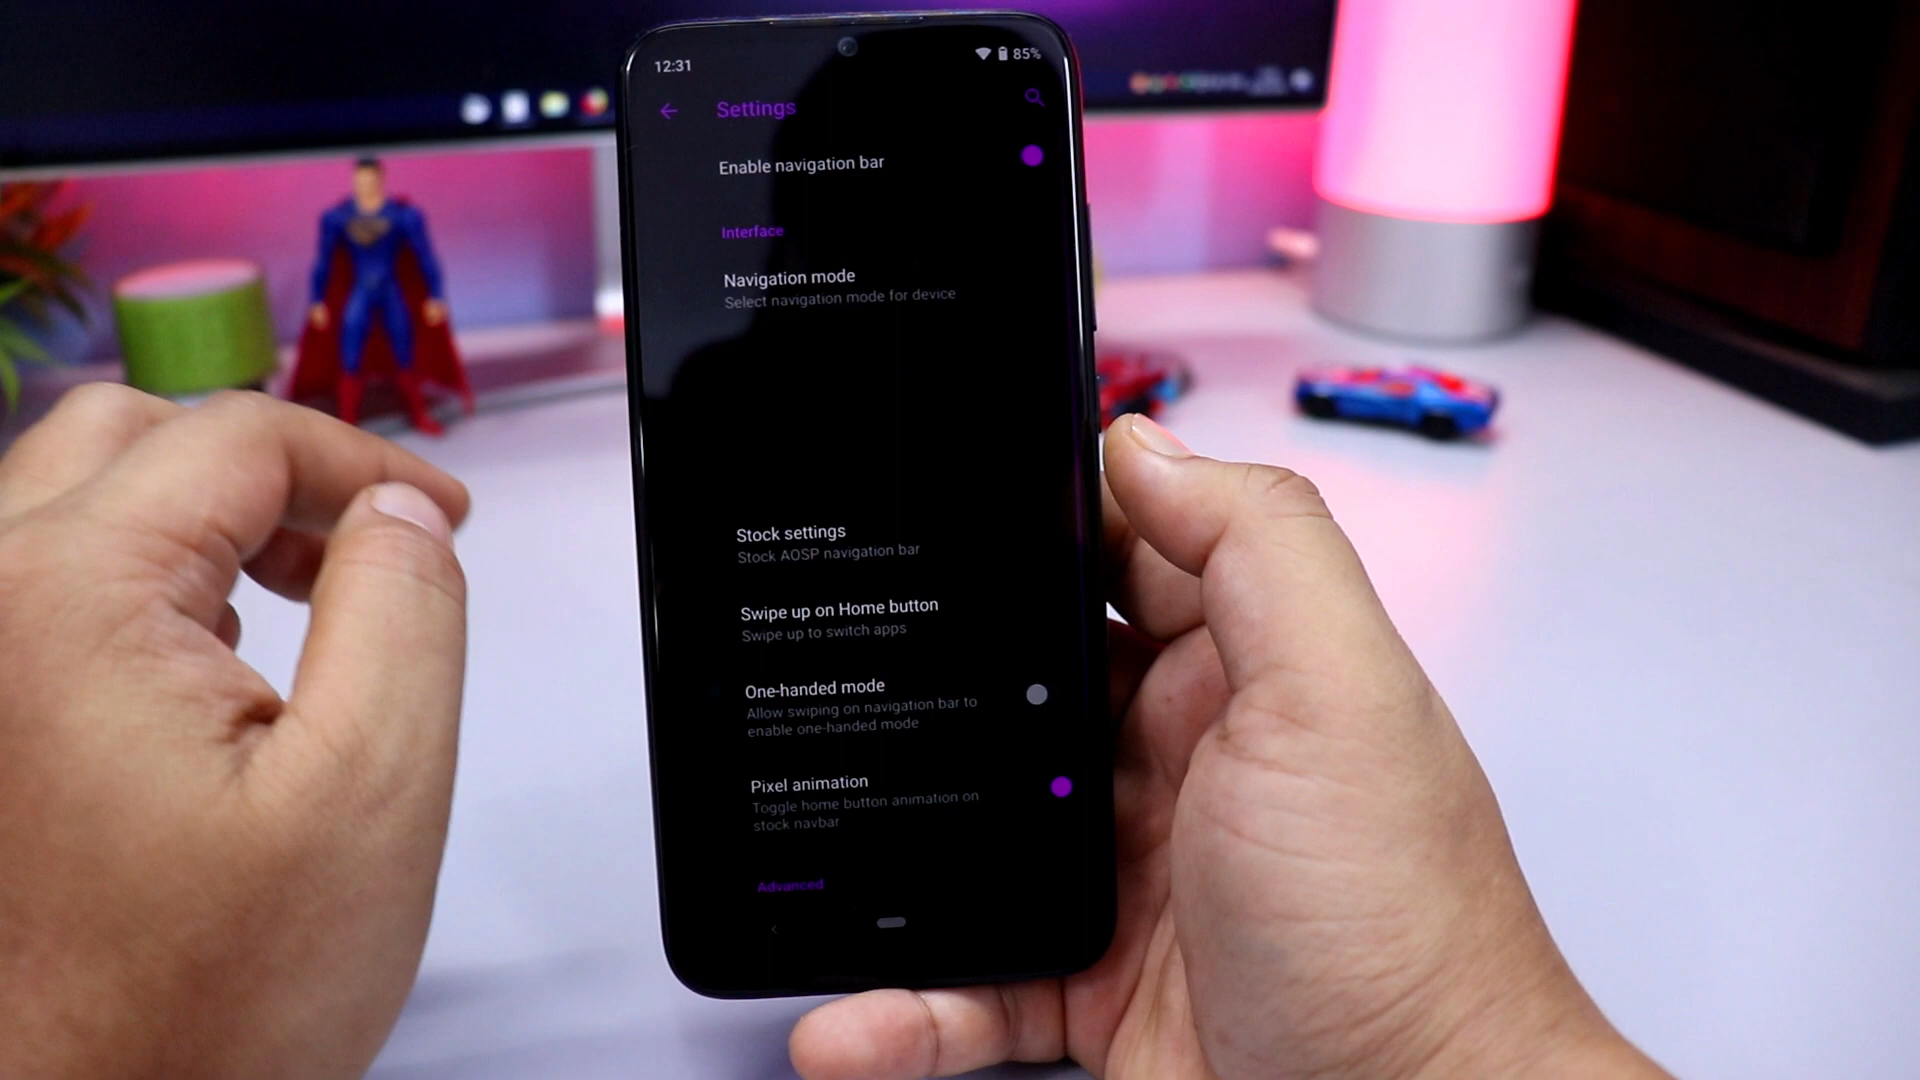 12:31
85%
Settings
Enable navigation bar
Interface
Navigation mode
Select navigation mode for device
Stock settings
Stock AOSP navigation bar
Swipe up on Home button
Swipe up to switch apps
One-handed mode
Allow swiping on navigation bar to
enable one-handed mode
Pixel animation
Toggle home button animation on
stock navbar
Advanced